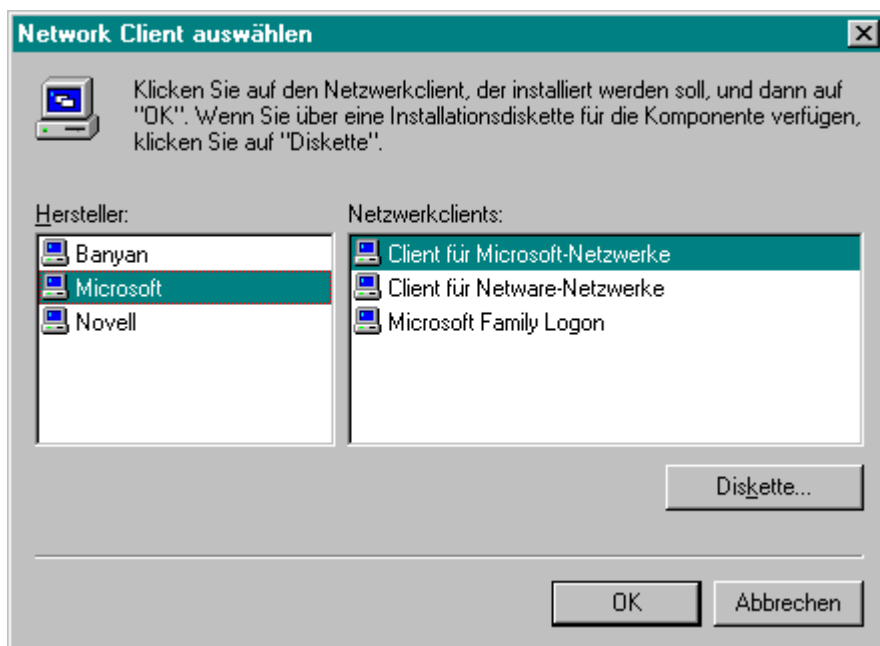 Network Client auswählen
Klicken Sie auf den Netzwerkclient, der installiert werden soll, und dann auf
"OK". Wenn Sie über eine Installationsdiskette für die Komponente verfügen,
klicken Sie auf "Diskette".
Hersteller:
Banyan
Microsoft
Novell
Netzwerkclients:
Client für Microsoft-Netzwerke
Client für Netware-Netzwerke
Microsoft Family Logon
Diskette...
OK
Abbrechen